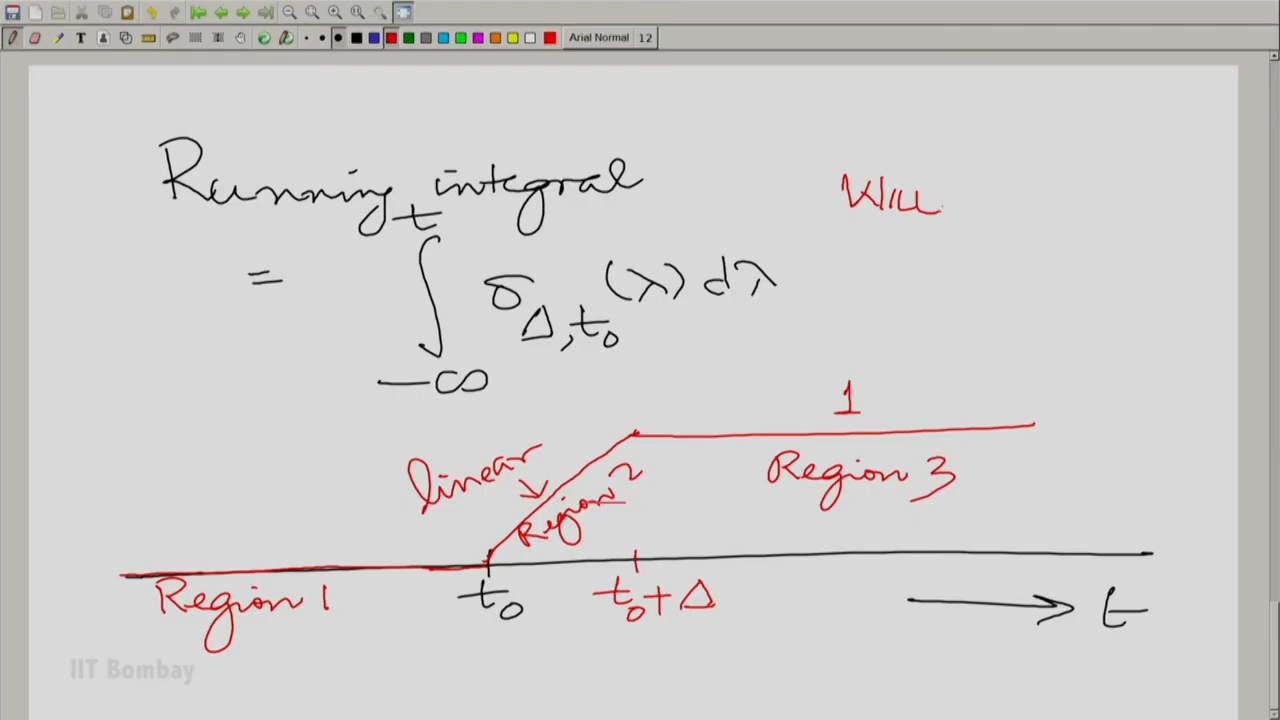 Arial Normal 12
Running integral
Will
= ∫_{-∞}^{t} δ_{Δ,t₀}(λ) dλ
1
linear
Region 2
Region 3
Region 1
t₀
t₀+Δ
t
IIT Bombay